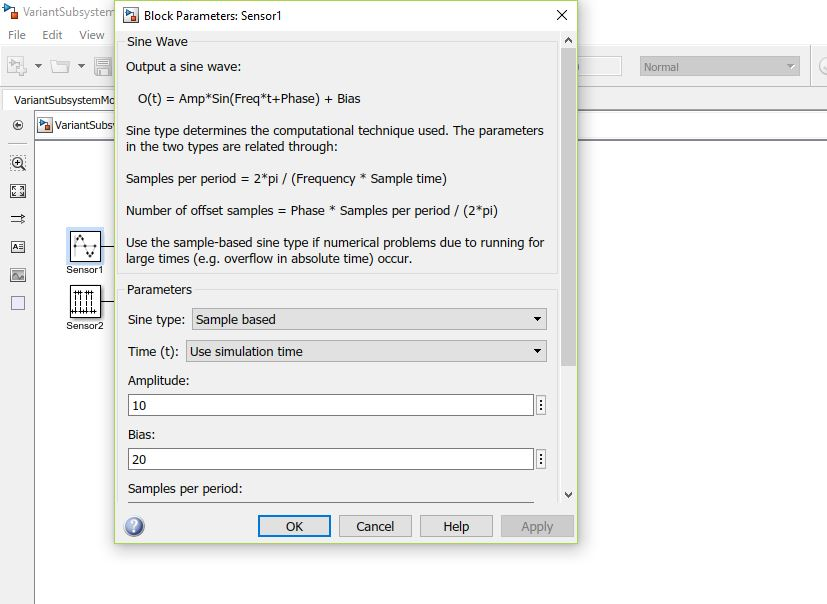 VariantSubsystem
Block Parameters: Sensor1
File Edit View
Normal
VariantSubsystemMo
VariantSubs
Sine Wave
Output a sine wave:
O(t) = Amp*Sin(Freq*t+Phase) + Bias
Sine type determines the computational technique used. The parameters
in the two types are related through:
Samples per period = 2*pi / (Frequency * Sample time)
Number of offset samples = Phase * Samples per period / (2*pi)
Use the sample-based sine type if numerical problems due to running for
large times (e.g. overflow in absolute time) occur.
Sensor1
Sensor2
Parameters
Sine type: Sample based
Time (t): Use simulation time
Amplitude:
10
Bias:
20
Samples per period:
OK Cancel Help Apply